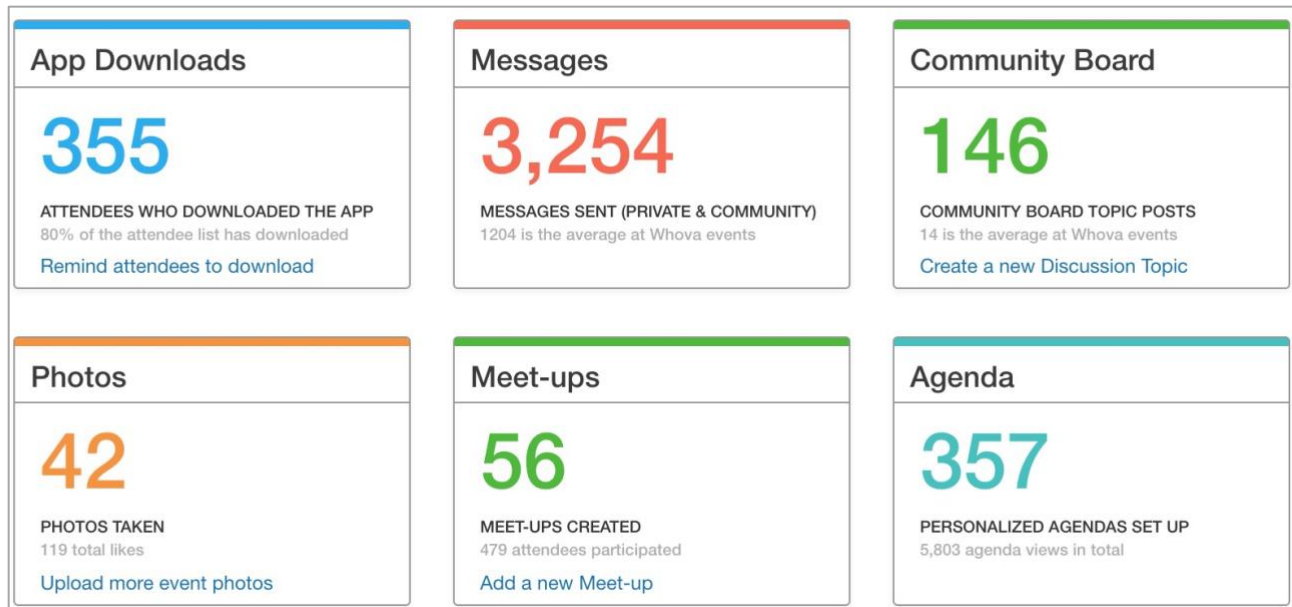 App Downloads
355
ATTENDEES WHO DOWNLOADED THE APP
80% of the attendee list has downloaded
Remind attendees to download
Messages
3,254
MESSAGES SENT (PRIVATE & COMMUNITY)
1204 is the average at Whova events
Community Board
146
COMMUNITY BOARD TOPIC POSTS
14 is the average at Whova events
Create a new Discussion Topic
Photos
42
PHOTOS TAKEN
119 total likes
Upload more event photos
Meet-ups
56
MEET-UPS CREATED
479 attendees participated
Add a new Meet-up
Agenda
357
PERSONALIZED AGENDAS SET UP
5,803 agenda views in total